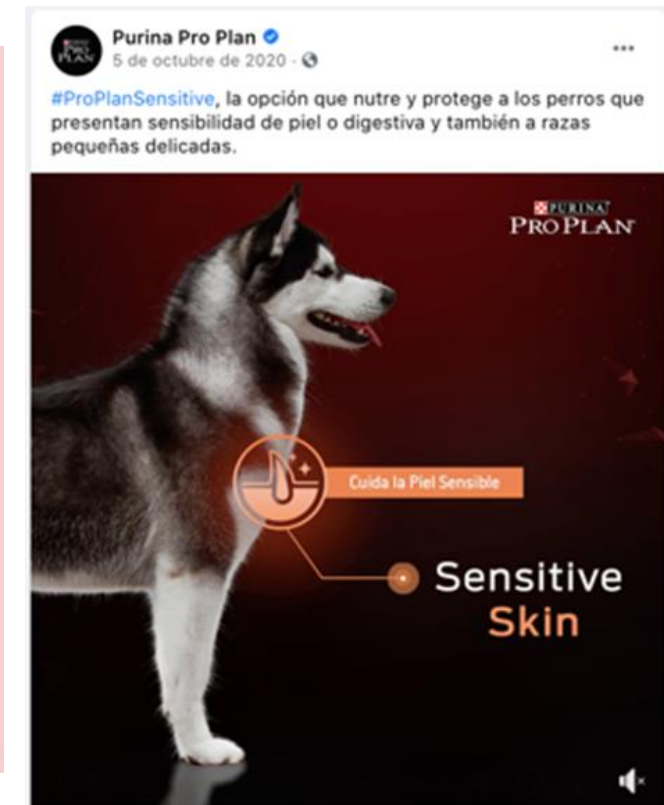 Purina Pro Plan
5 de octubre de 2020 ·
#ProPlanSensitive, la opción que nutre y protege a los perros que
presentan sensibilidad de piel o digestiva y también a razas
pequeñas delicadas.
PURINA
PRO PLAN
Cuida la Piel Sensible
Sensitive
Skin